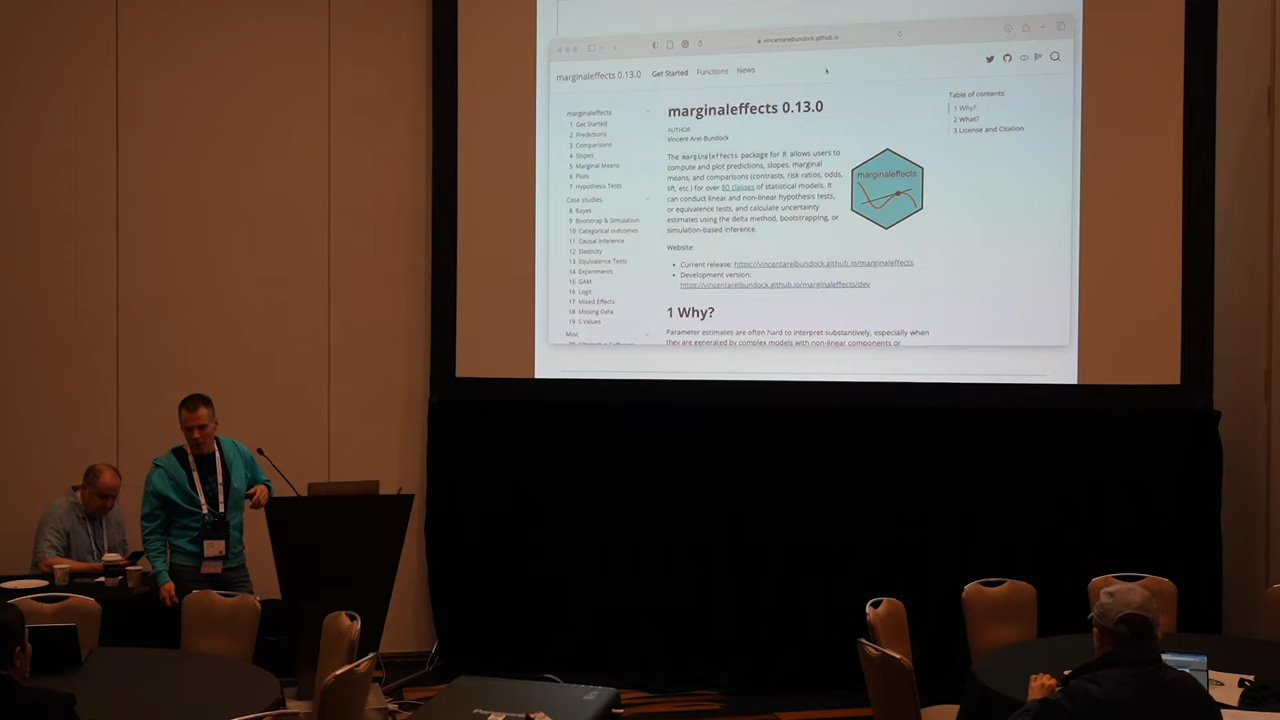 vincentarelbundock.github.io
marginaleffects 0.13.0
Get Started
Functions
News
marginaleffects
1 Get Started
2 Predictions
3 Comparisons
4 Slopes
5 Marginal Means
6 Plots
7 Hypothesis Tests
Case studies
8 Bayes
9 Bootstrap & Simulation
10 Categorical outcomes
11 Causal Inference
12 Elasticity
13 Equivalence Tests
14 Experiments
15 GAM
16 Logit
17 Mixed Effects
18 Missing Data
19 S Values
Misc
marginaleffects 0.13.0
AUTHOR
Vincent Arel-Bundock
The marginaleffects package for R allows users to
compute and plot predictions, slopes, marginal
means, and comparisons (contrasts, risk ratios, odds,
lift, etc.) for over 80 classes of statistical models. It
can conduct linear and non-linear hypothesis tests,
or equivalence tests, and calculate uncertainty
estimates using the delta method, bootstrapping, or
simulation-based inference.
marginaleffects
Website:
Current release: https://vincentarelbundock.github.io/marginaleffects
Development version:
https://vincentarelbundock.github.io/marginaleffects/dev
1 Why?
Parameter estimates are often hard to interpret substantively, especially when
they are generated by complex models with non-linear components or
Table of contents
1 Why?
2 What?
3 License and Citation